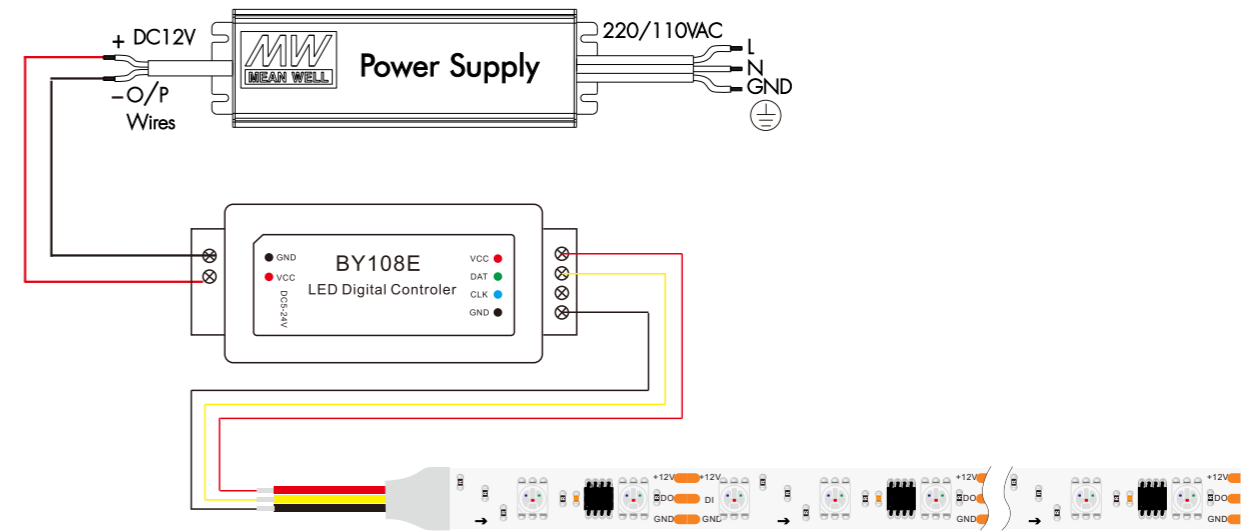 + DC12V
−O/P
Wires
MW
MEAN WELL
Power Supply
220/110VAC
L
N
GND
GND
VCC
DC5-24V
BY108E
LED Digital Controler
VCC
DAT
CLK
GND
+12V +12V
DO DI
GND GND
+12V
DO
GND
+12V
DO
GND